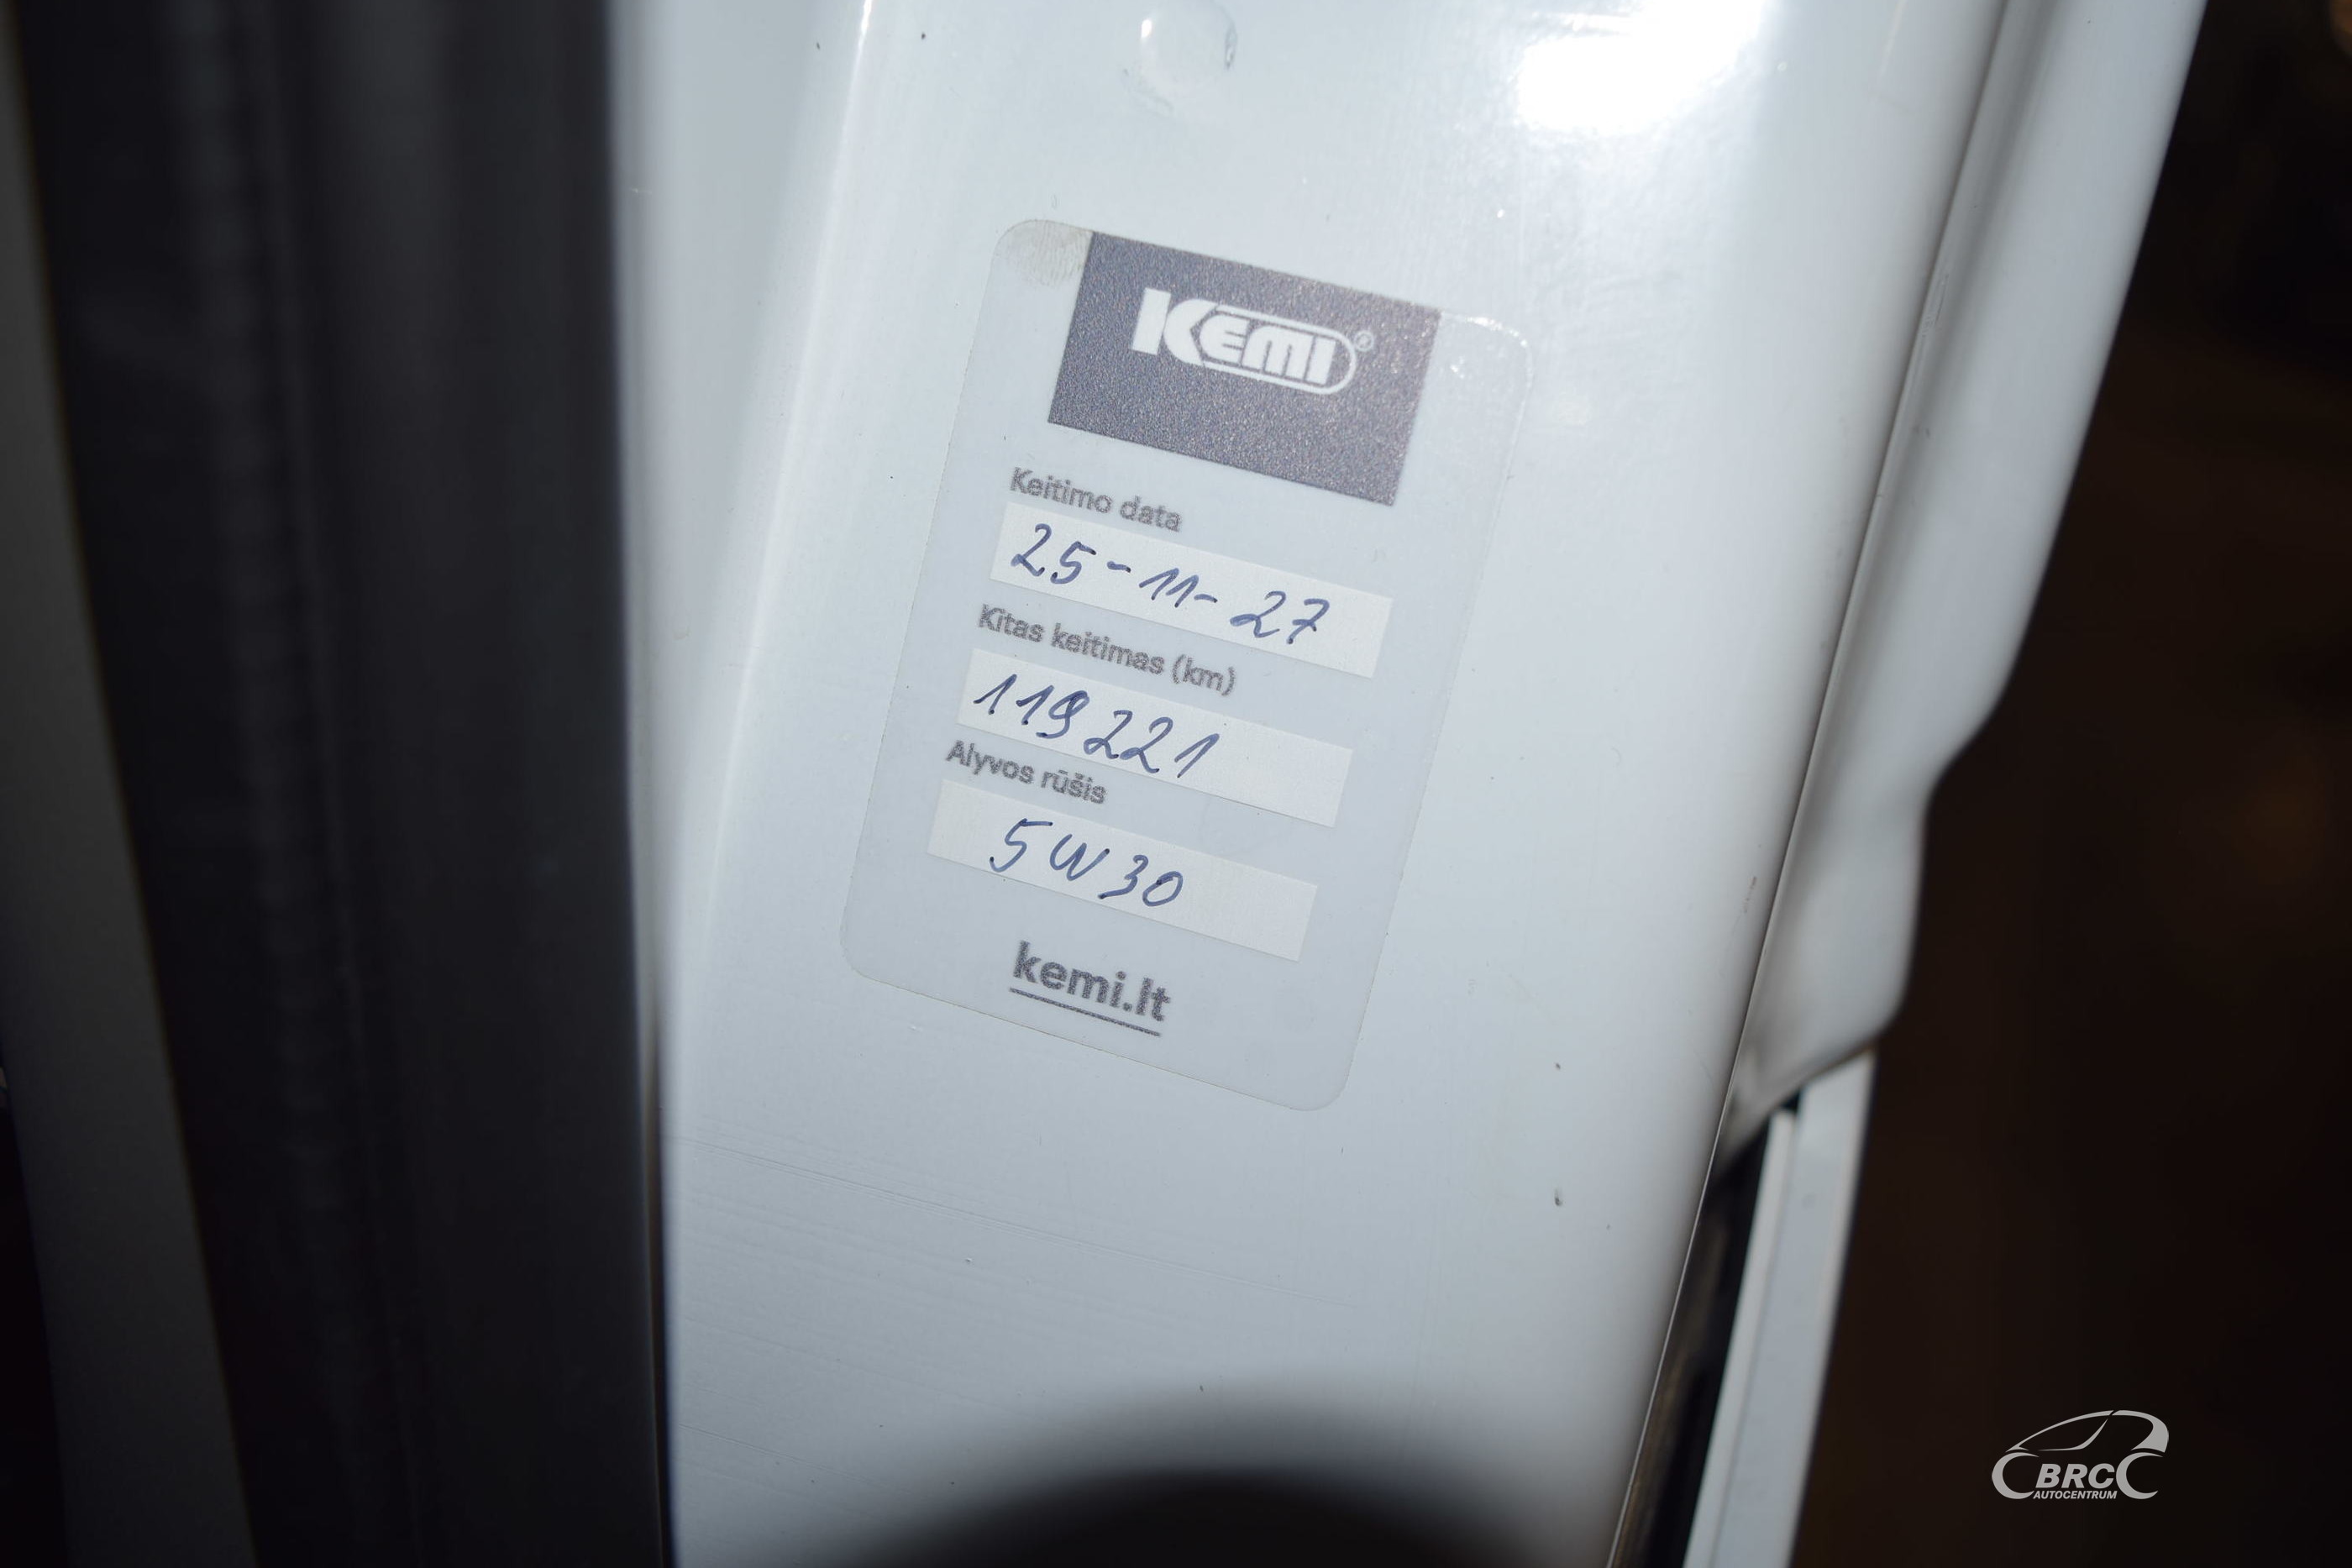 KEMI®
Keitimo data
25-11-27
Kitas keitimas (km)
119221
Alyvos rūšis
5W30
kemi.lt
BRC
AUTOCENTRUM